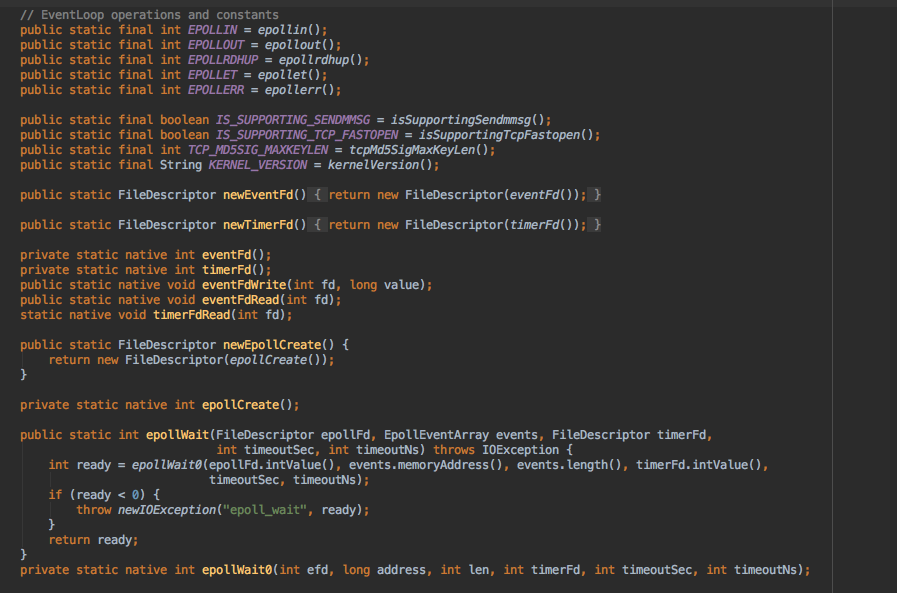 // EventLoop operations and constants
public static final int EPOLLIN = epollin();
public static final int EPOLLOUT = epollout();
public static final int EPOLLRDHUP = epollrdhup();
public static final int EPOLLET = epollet();
public static final int EPOLLERR = epollerr();
public static final boolean IS_SUPPORTING_SENDMMSG = isSupportingSendmmsg();
public static final boolean IS_SUPPORTING_TCP_FASTOPEN = isSupportingTcpFastopen();
public static final int TCP_MD5SIG_MAXKEYLEN = tcpMd5SigMaxKeyLen();
public static final String KERNEL_VERSION = kernelVersion();
public static FileDescriptor newEventFd() { return new FileDescriptor(eventFd()); }
public static FileDescriptor newTimerFd() { return new FileDescriptor(timerFd()); }
private static native int eventFd();
private static native int timerFd();
public static native void eventFdWrite(int fd, long value);
public static native void eventFdRead(int fd);
static native void timerFdRead(int fd);
public static FileDescriptor newEpollCreate() {
    return new FileDescriptor(epollCreate());
}
private static native int epollCreate();
public static int epollWait(FileDescriptor epollFd, EpollEventArray events, FileDescriptor timerFd,
                            int timeoutSec, int timeoutNs) throws IOException {
    int ready = epollWait0(epollFd.intValue(), events.memoryAddress(), events.length(), timerFd.intValue(),
                           timeoutSec, timeoutNs);
    if (ready < 0) {
        throw newIOException("epoll_wait", ready);
    }
    return ready;
}
private static native int epollWait0(int efd, long address, int len, int timerFd, int timeoutSec, int timeoutNs);